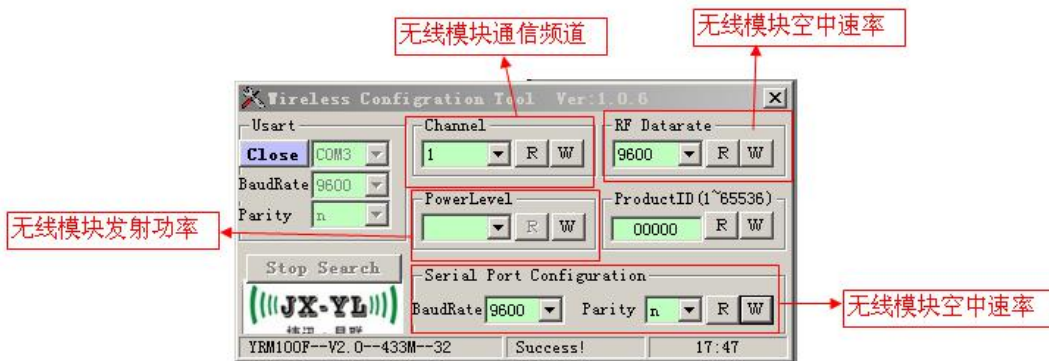 无线模块通信频道
无线模块空中速率
Wireless Configration Tool Ver:1.0.6
Usart
Channel
RF Datarate
Close COM3
1 R W
9600 R W
BaudRate 9600
PowerLevel
ProductID(1~65536)
Parity n
R W
00000 R W
无线模块发射功率
Stop Search
Serial Port Configuration
JX-YL
BaudRate 9600 Parity n R W
无线模块空中速率
YRM100F--V2.0--433M--32 Success! 17:47